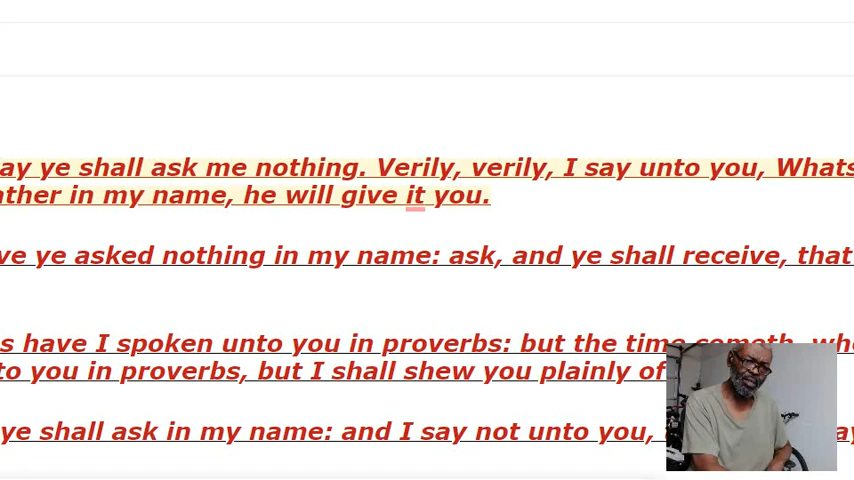 ay ye shall ask me nothing. Verily, verily, I say unto you, Whats
ather in my name, he will give it you.
ve ye asked nothing in my name: ask, and ye shall receive, that
s have I spoken unto you in proverbs: but the time cometh, whe
to you in proverbs, but I shall shew you plainly of
ye shall ask in my name: and I say not unto you, ay